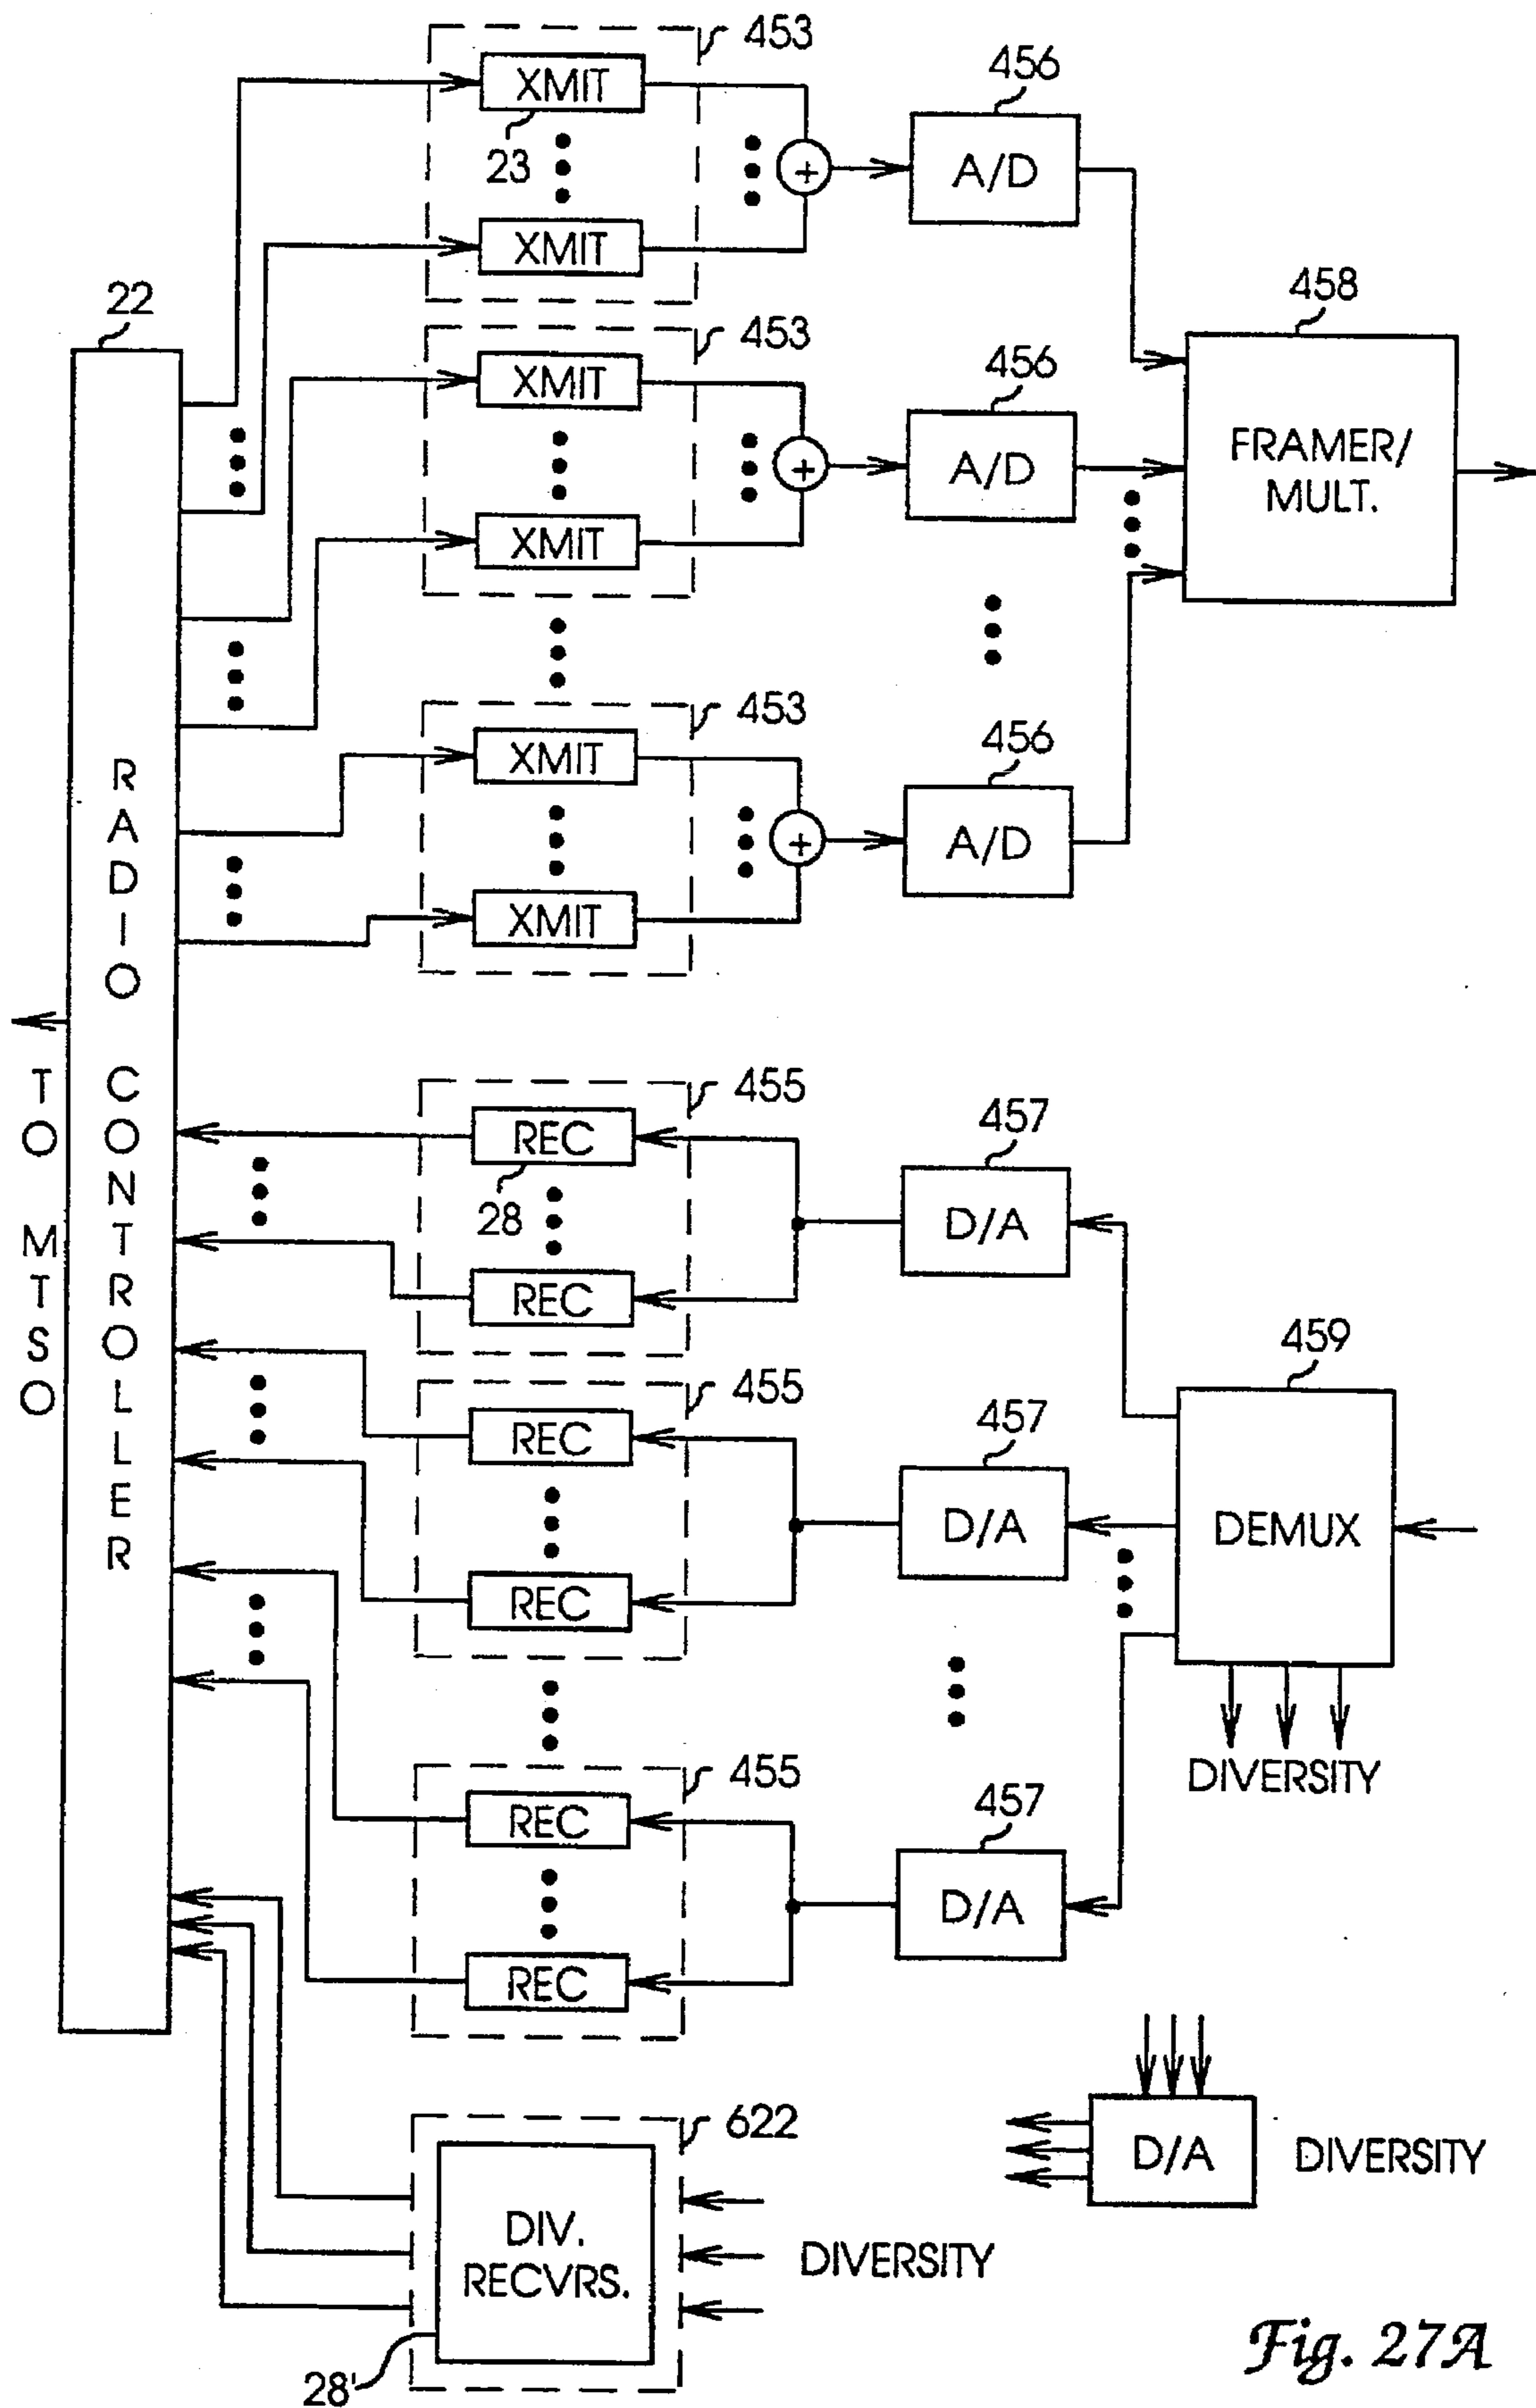 453
XMIT
456
23
A/D
XMIT
22
458
453
XMIT
456
FRAMER/
MULT.
A/D
XMIT
453
XMIT
456
A/D
XMIT
RADIO CONTROLLER
TO MTSO
455
REC
457
28
D/A
REC
459
455
REC
457
D/A
DEMUX
REC
DIVERSITY
455
REC
457
D/A
REC
622
D/A
DIVERSITY
DIV.
RECVRS.
DIVERSITY
28'
Fig. 27A